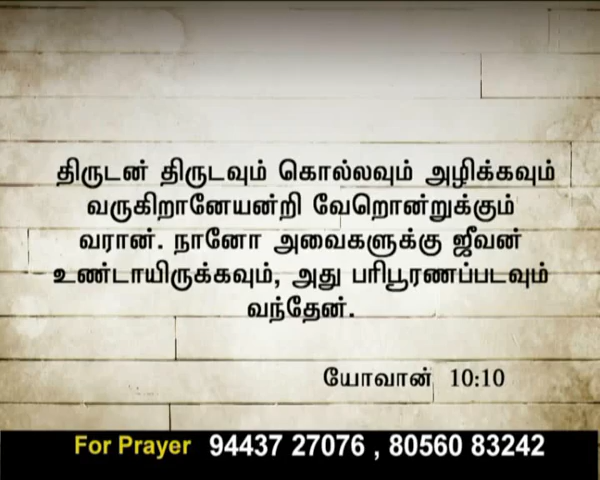 திருடன் திருடவும் கொல்லவும் அழிக்கவும்
வருகிறானேயன்றி வேறொன்றுக்கும்
வரான். நானோ அவைகளுக்கு ஜீவன்
உண்டாயிருக்கவும், அது பரிபூரணப்படவும்
வந்தேன்.
யோவான் 10:10
For Prayer 94437 27076 , 80560 83242